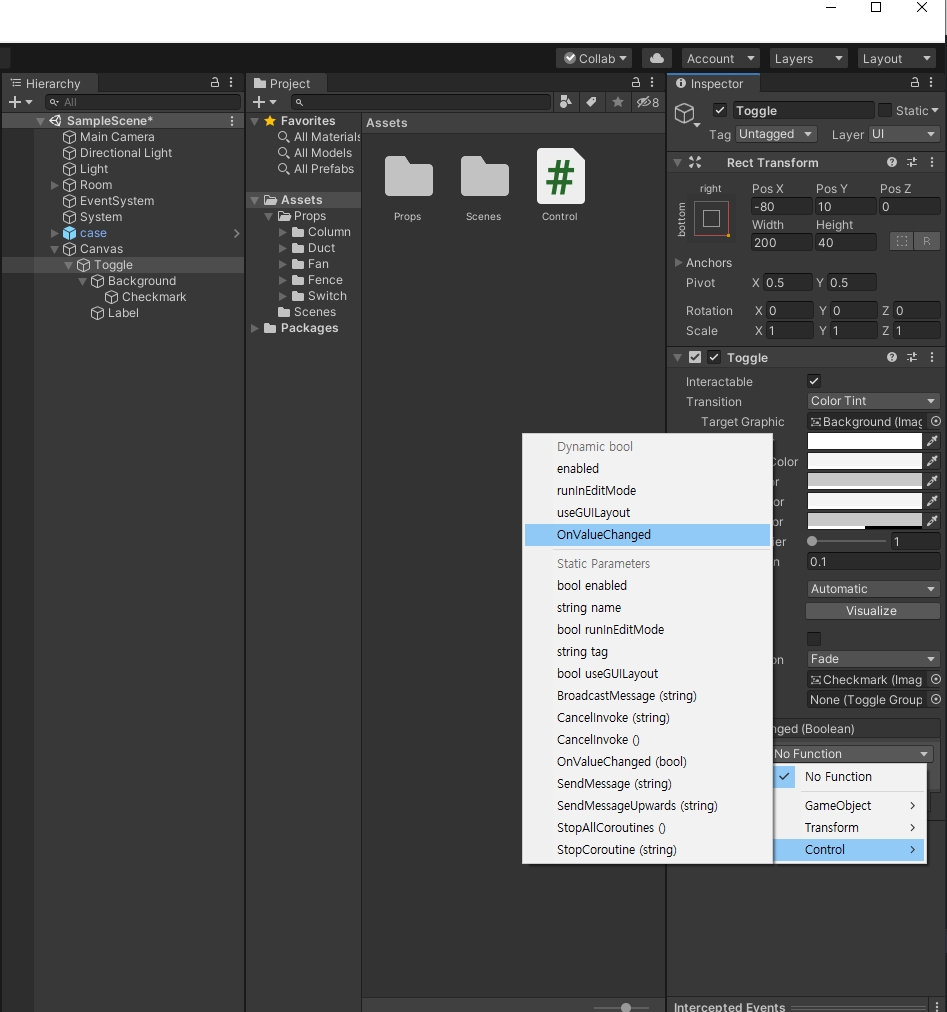 Collab
Account
Layers
Layout
Hierarchy
All
SampleScene*
Main Camera
Directional Light
Light
Room
EventSystem
System
case
Canvas
Toggle
Background
Checkmark
Label
Project
8
Favorites
All Materials
All Models
All Prefabs
Assets
Props
Column
Duct
Fan
Fence
Switch
Scenes
Packages
Assets
Props
Scenes
#
Control
Inspector
Toggle
Static
Tag Untagged Layer UI
Rect Transform
right
bottom
Pos X Pos Y Pos Z
-80 10 0
Width Height
200 40
R
Anchors
Pivot X 0.5 Y 0.5
Rotation X 0 Y 0 Z 0
Scale X 1 Y 1 Z 1
Toggle
Interactable
Transition Color Tint
Target Graphic Background (Imag
Color
or
or
or
ier 1
n 0.1
Automatic
Visualize
on Fade
Checkmark (Imag
None (Toggle Group
nged (Boolean)
No Function
No Function
GameObject
Transform
Control
Dynamic bool
enabled
runInEditMode
useGUILayout
OnValueChanged
Static Parameters
bool enabled
string name
bool runInEditMode
string tag
bool useGUILayout
BroadcastMessage (string)
CancelInvoke (string)
CancelInvoke ()
OnValueChanged (bool)
SendMessage (string)
SendMessageUpwards (string)
StopAllCoroutines ()
StopCoroutine (string)
Intercepted Events